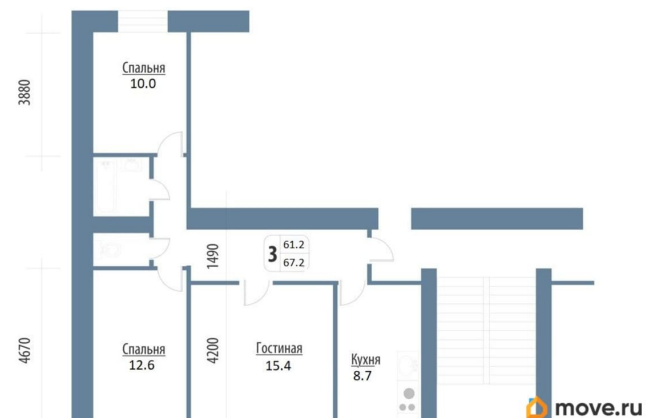 Спальня
10.0
3880
1490
3
61.2
67.2
4670
Спальня
12.6
4200
Гостиная
15.4
Кухня
8.7
move.ru